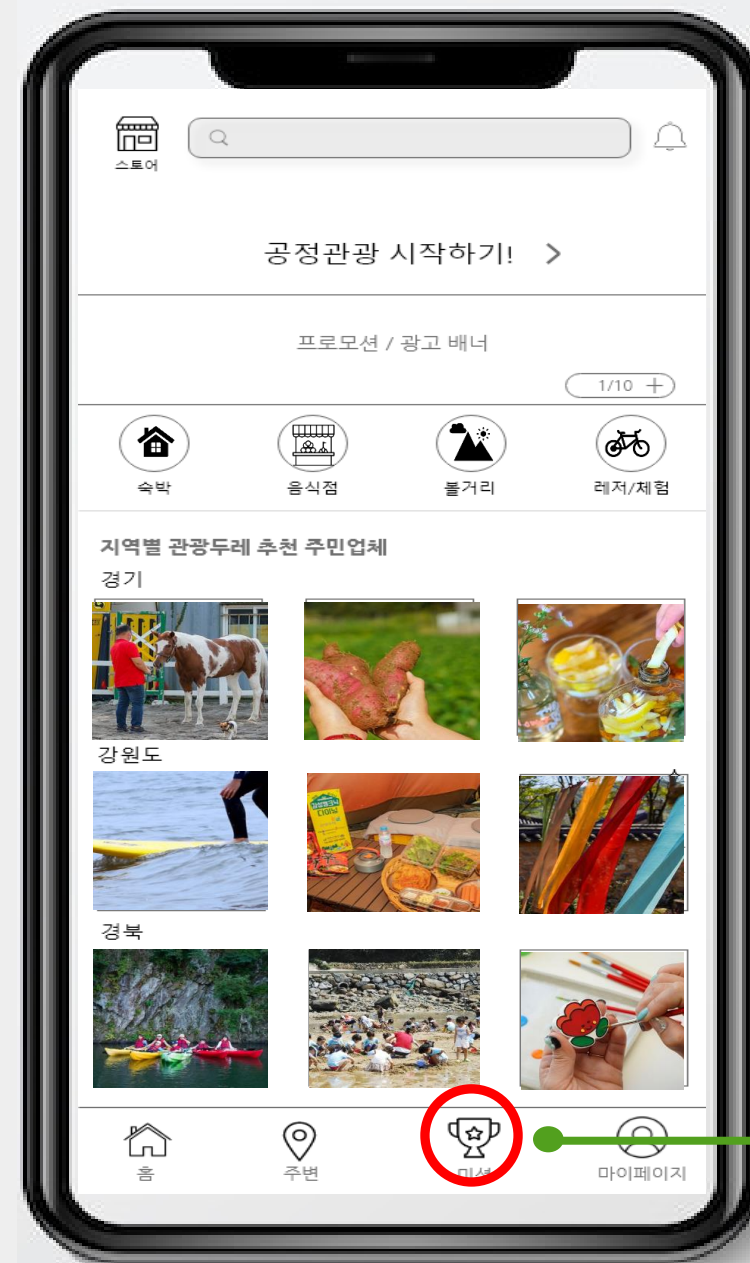 스토어
공정관광 시작하기!
프로모션 / 광고 배너
1/10 +
숙박 음식점 볼거리 레저/체험
지역별 관광두레 추천 주민업체
경기
강원도
경북
홈 주변 미션 마이페이지